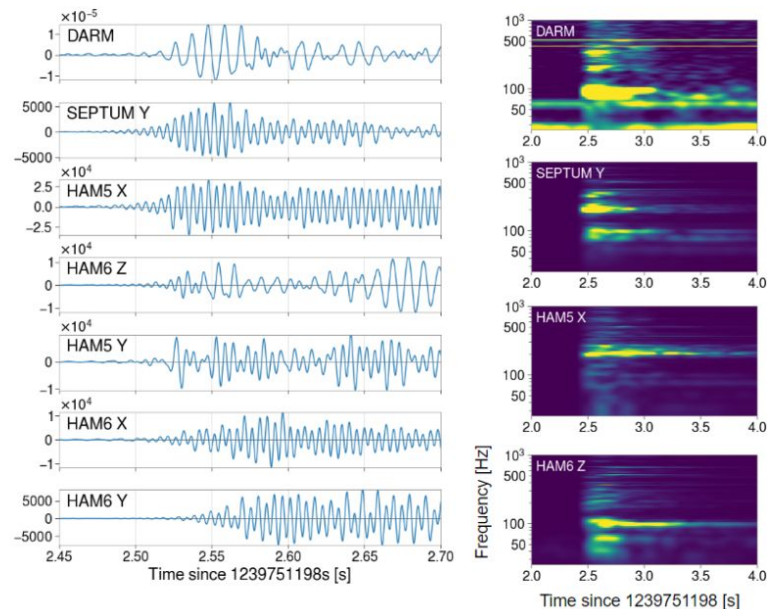 ×10⁻⁵
DARM
1
0
−1
SEPTUM Y
5000
0
−5000
×10⁴
HAM5 X
2.5
0.0
−2.5
×10⁴
HAM6 Z
1
0
−1
×10⁴
HAM5 Y
1
0
×10⁴
HAM6 X
1
0
−1
HAM6 Y
5000
0
−5000
2.45 2.50 2.55 2.60 2.65 2.70
Time since 1239751198s [s]
Frequency [Hz]
DARM
10³
500
100
50
2.0 2.5 3.0 3.5 4.0
SEPTUM Y
10³
500
100
50
2.0 2.5 3.0 3.5 4.0
HAM5 X
10³
500
100
50
2.0 2.5 3.0 3.5 4.0
HAM6 Z
10³
500
100
50
2.0 2.5 3.0 3.5 4.0
Time since 1239751198 [s]